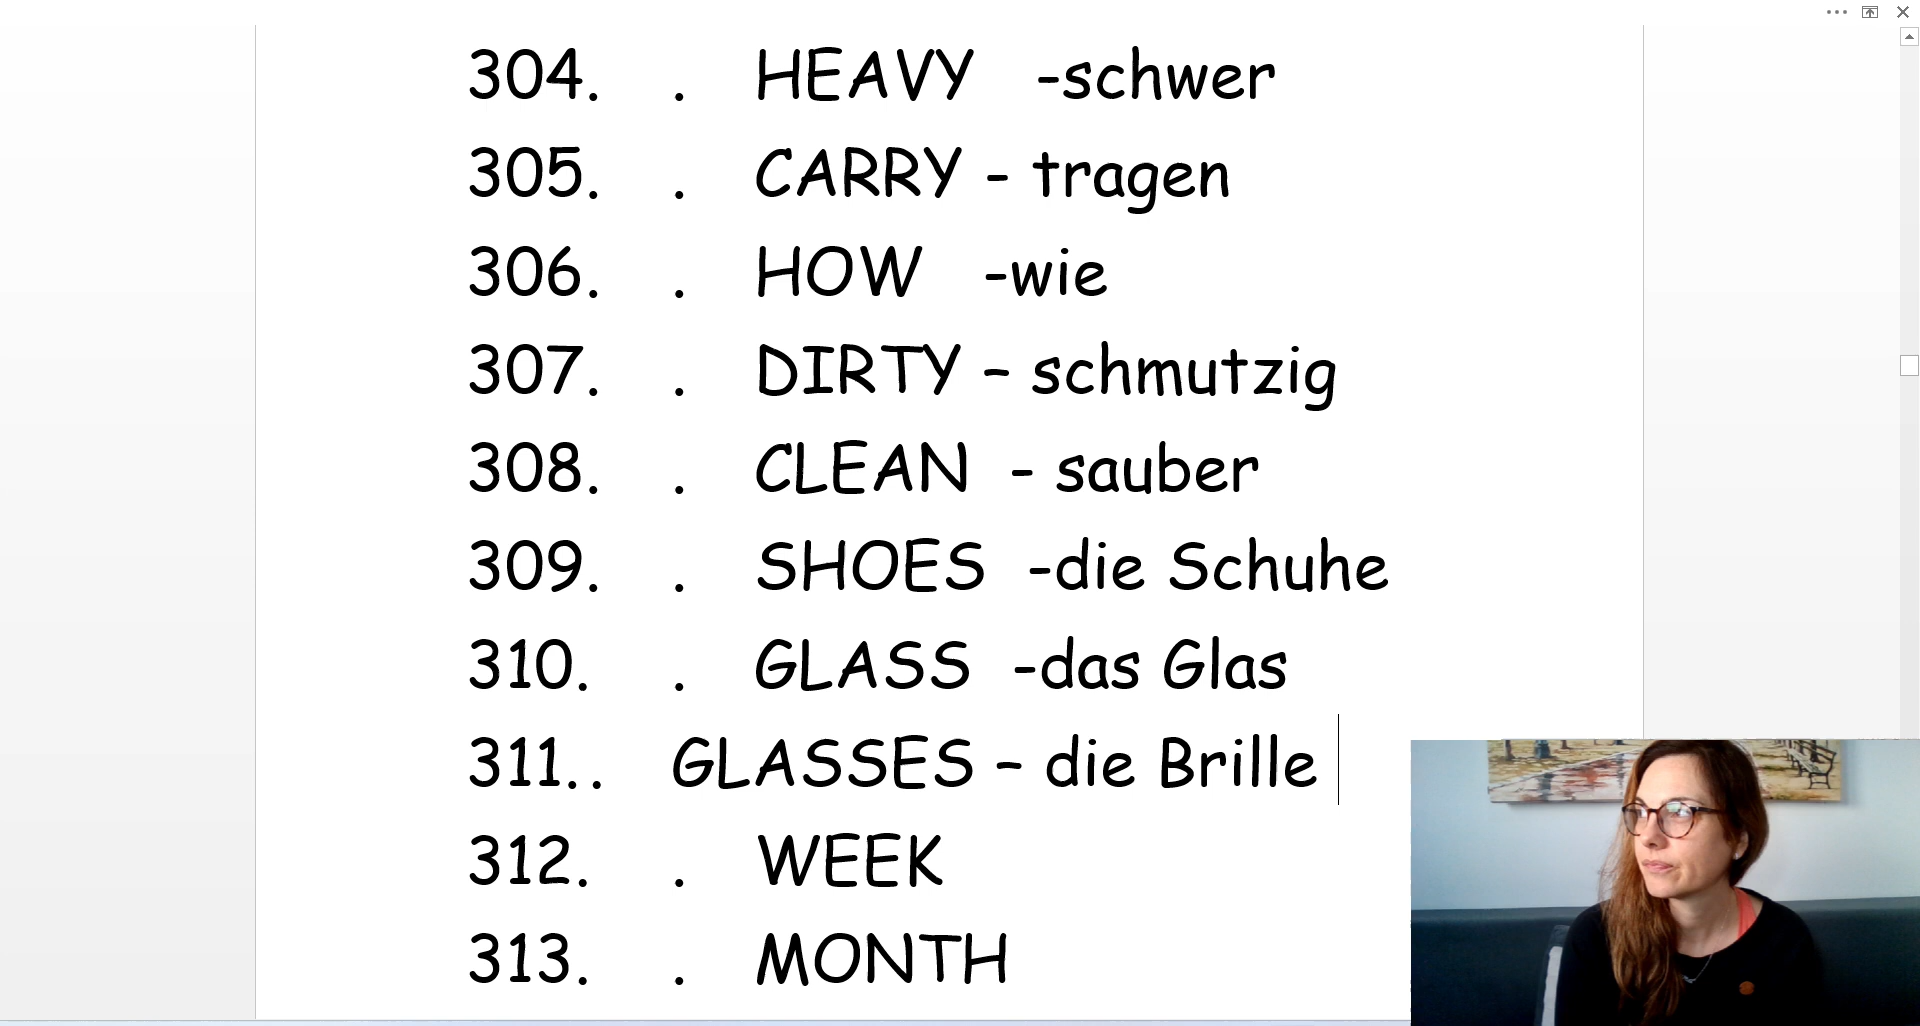 304. . HEAVY -schwer
305. . CARRY - tragen
306. . HOW -wie
307. . DIRTY – schmutzig
308. . CLEAN - sauber
309. . SHOES -die Schuhe
310. . GLASS -das Glas
311. . GLASSES – die Brille
312. . WEEK
313. . MONTH